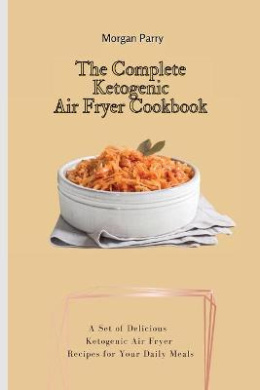 Morgan Parry
The Complete
Ketogenic
Air Fryer Cookbook
A Set of Delicious
Ketogenic Air Fryer
Recipes for Your Daily Meals